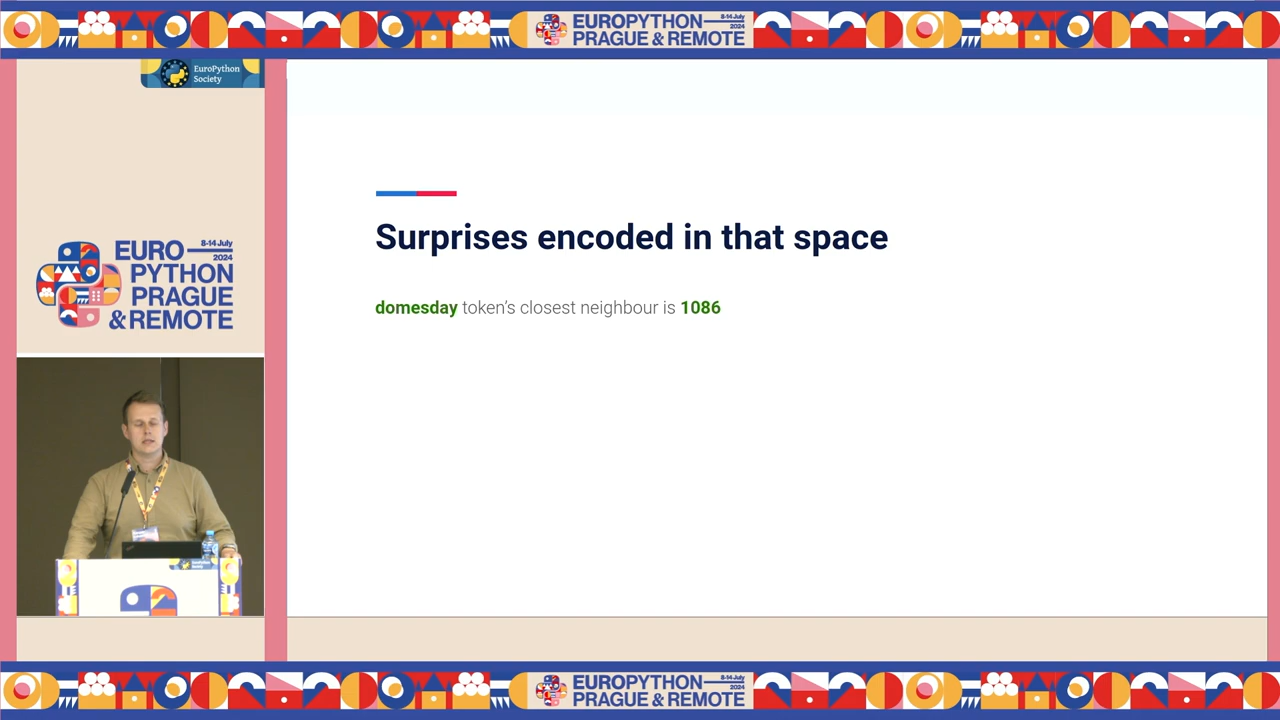 EUROPYTHON
8-14 July
2024
PRAGUE & REMOTE
EuroPython
Society
EURO
8-14 July
2024
PYTHON
PRAGUE
& REMOTE
Surprises encoded in that space
domesday token's closest neighbour is 1086
EUROPYTHON
8-14 July
2024
PRAGUE & REMOTE